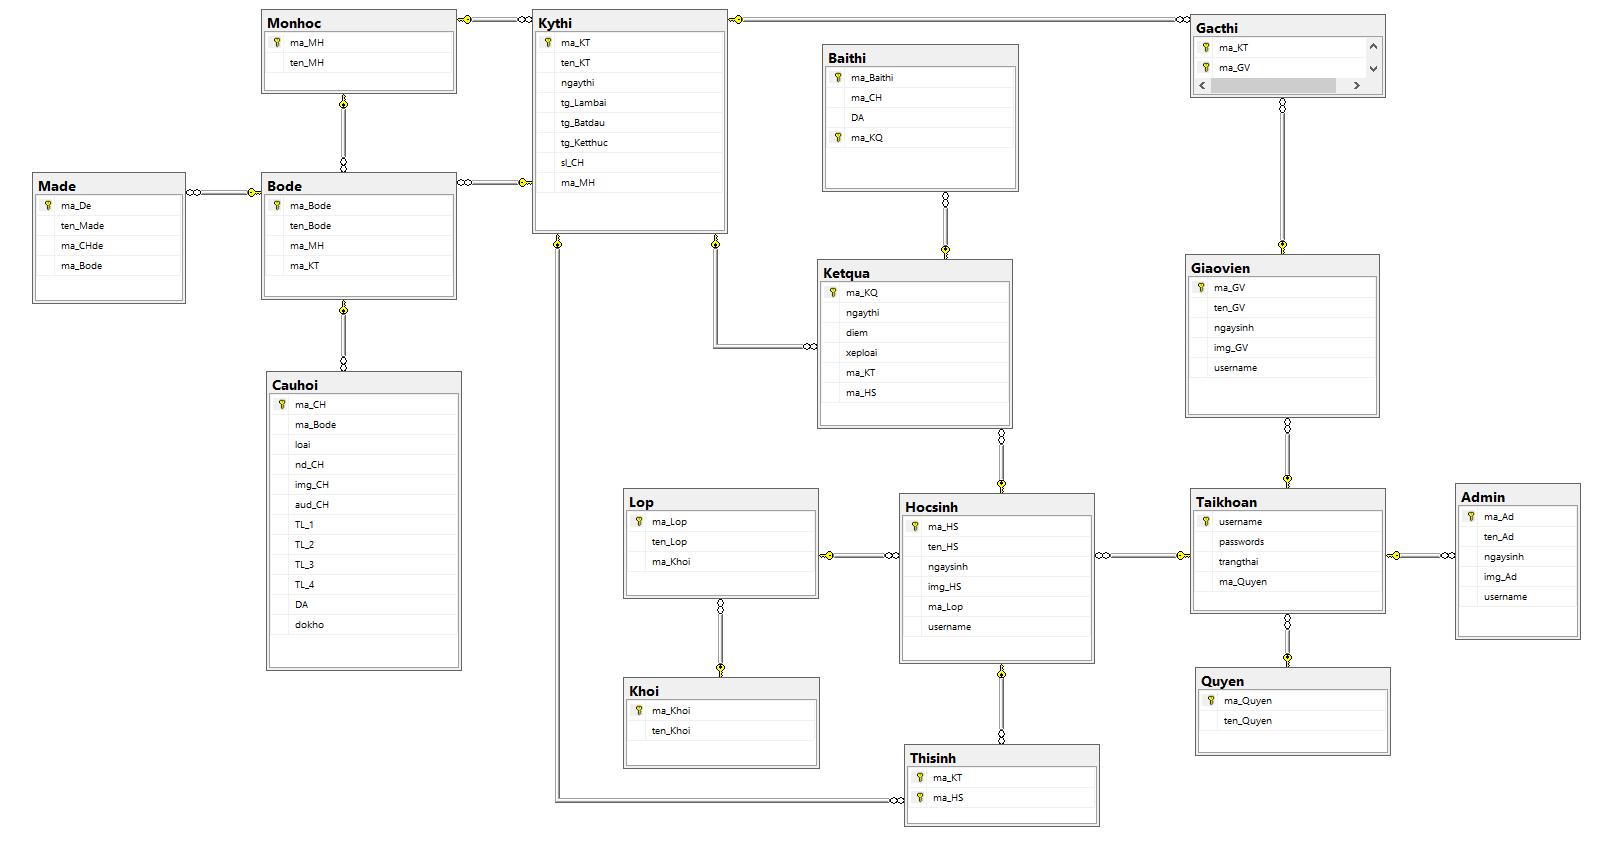 Monhoc
ma_MH
ten_MH
Kythi
ma_KT
ten_KT
ngaythi
tg_Lambai
tg_Batdau
tg_Ketthuc
sl_CH
ma_MH
Baithi
ma_Baithi
ma_CH
DA
ma_KQ
Gacthi
ma_KT
ma_GV
Made
ma_De
ten_Made
ma_CHde
ma_Bode
Bode
ma_Bode
ten_Bode
ma_MH
ma_KT
Ketqua
ma_KQ
ngaythi
diem
xeploai
ma_KT
ma_HS
Giaovien
ma_GV
ten_GV
ngaysinh
img_GV
username
Cauhoi
ma_CH
ma_Bode
loai
nd_CH
img_CH
aud_CH
TL_1
TL_2
TL_3
TL_4
DA
dokho
Lop
ma_Lop
ten_Lop
ma_Khoi
Hocsinh
ma_HS
ten_HS
ngaysinh
img_HS
ma_Lop
username
Taikhoan
username
passwords
trangthai
ma_Quyen
Admin
ma_Ad
ten_Ad
ngaysinh
img_Ad
username
Khoi
ma_Khoi
ten_Khoi
Quyen
ma_Quyen
ten_Quyen
Thisinh
ma_KT
ma_HS